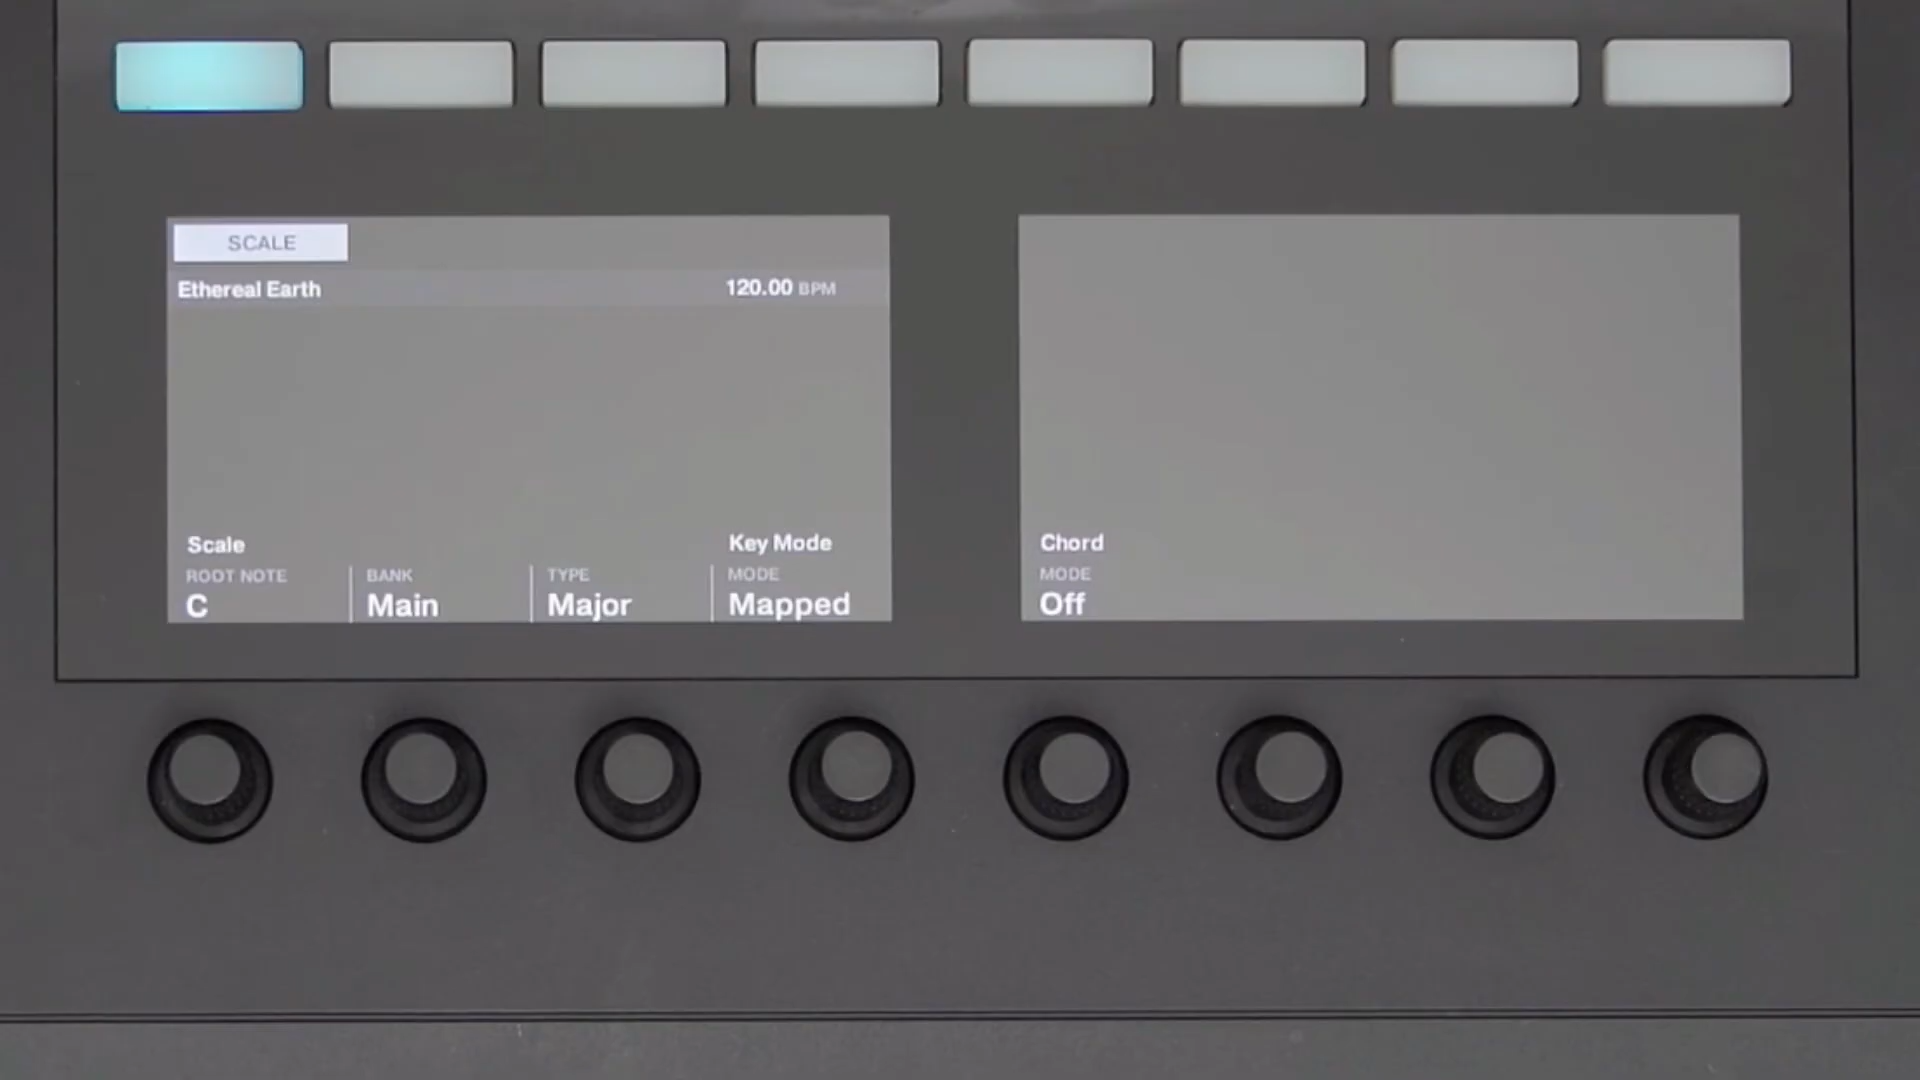 SCALE
Ethereal Earth 120.00 BPM
Scale Key Mode
ROOT NOTE BANK TYPE MODE
C Main Major Mapped
Chord
MODE
Off